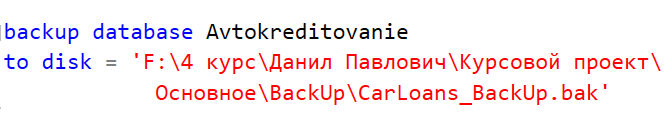 backup database Avtokreditovanie
to disk = 'F:\4 курс\Данил Павлович\Курсовой проект\
Основное\BackUp\CarLoans_BackUp.bak'